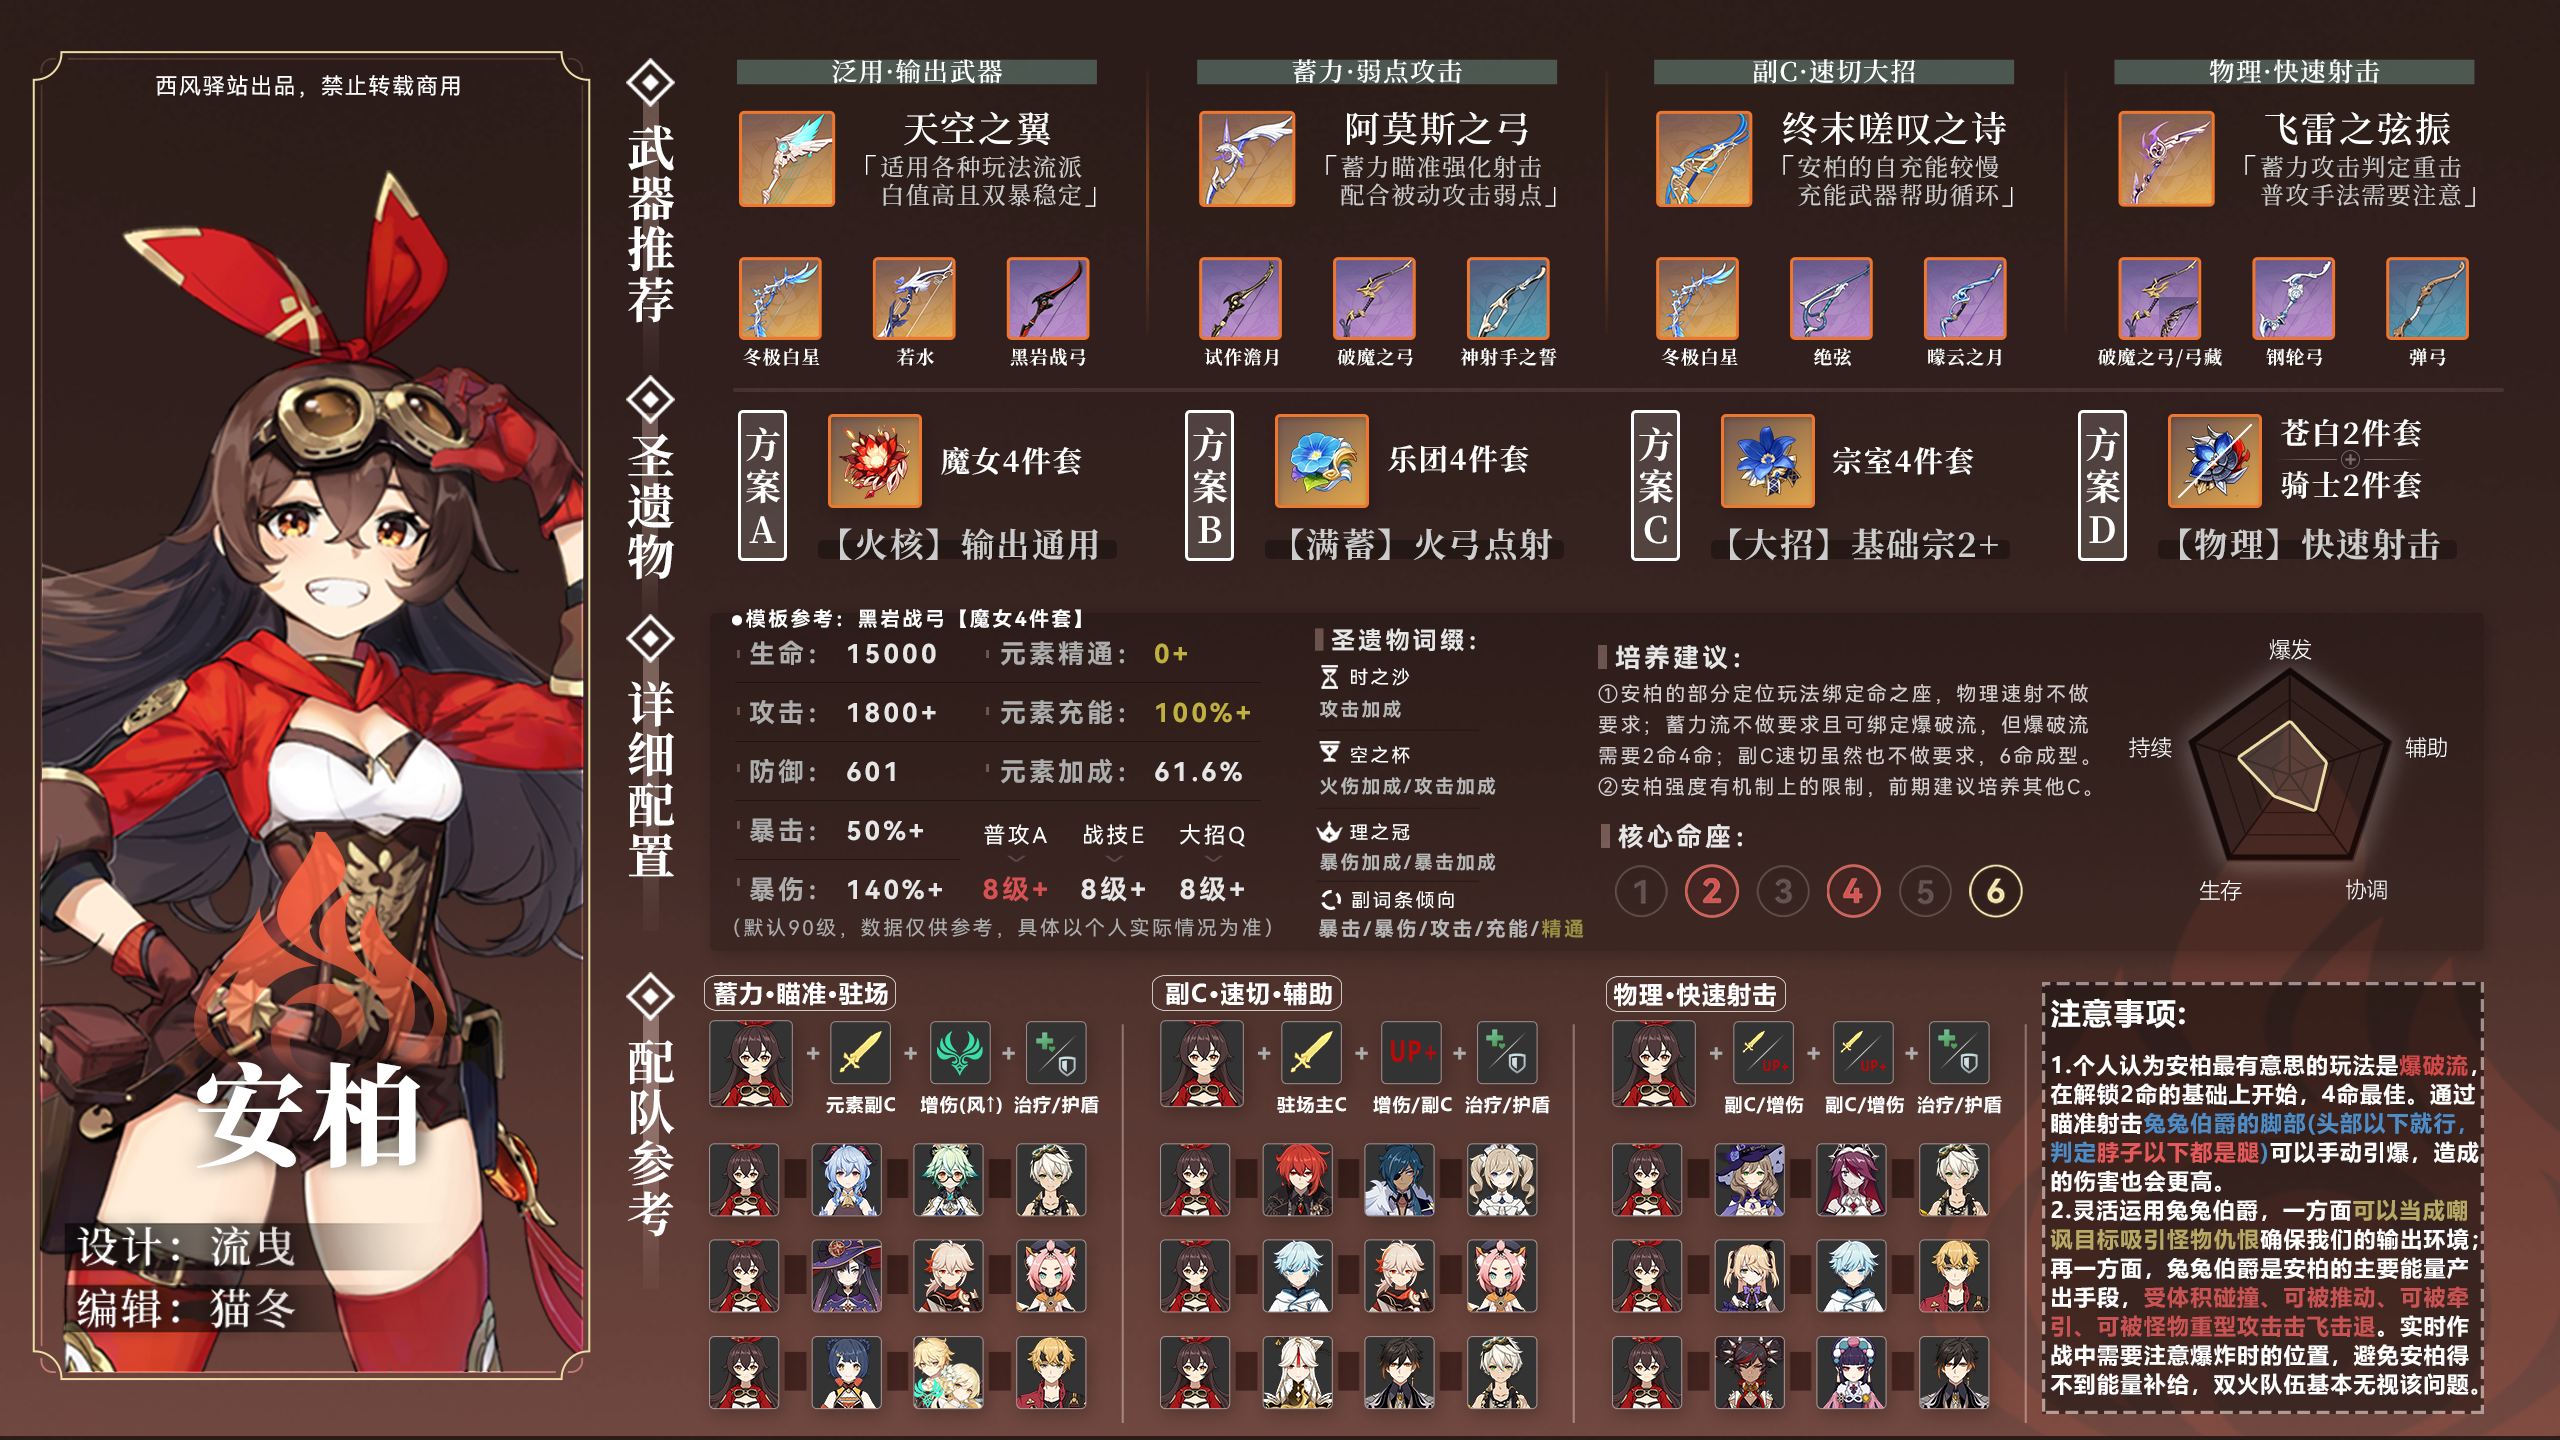 西风驿站出品，禁止转载商用
安柏
设计：流曳
编辑：猫冬
武器推荐
泛用·输出武器
天空之翼
「适用各种玩法流派
白值高且双暴稳定」
冬极白星
若水
黑岩战弓
蓄力·弱点攻击
阿莫斯之弓
「蓄力瞄准强化射击
配合被动攻击弱点」
试作澹月
破魔之弓
神射手之誓
副C·速切大招
终末嗟叹之诗
「安柏的自充能较慢
充能武器帮助循环」
冬极白星
绝弦
曚云之月
物理·快速射击
飞雷之弦振
「蓄力攻击判定重击
普攻手法需要注意」
破魔之弓/弓藏
钢轮弓
弹弓
圣遗物
方案A
魔女4件套
【火核】输出通用
方案B
乐团4件套
【满蓄】火弓点射
方案C
宗室4件套
【大招】基础宗2+
方案D
苍白2件套
+
骑士2件套
【物理】快速射击
详细配置
●模板参考：黑岩战弓【魔女4件套】
生命： 15000 元素精通： 0+
攻击： 1800+ 元素充能： 100%+
防御： 601 元素加成： 61.6%
暴击： 50%+ 普攻A 战技E 大招Q
暴伤： 140%+ 8级+ 8级+ 8级+
（默认90级，数据仅供参考，具体以个人实际情况为准）
圣遗物词缀：
时之沙
攻击加成
空之杯
火伤加成/攻击加成
理之冠
暴伤加成/暴击加成
副词条倾向
暴击/暴伤/攻击/充能/精通
培养建议：
①安柏的部分定位玩法绑定命之座，物理速射不做
要求；蓄力流不做要求且可绑定爆破流，但爆破流
需要2命4命；副C速切虽然也不做要求，6命成型。
②安柏强度有机制上的限制，前期建议培养其他C。
核心命座：
1 2 3 4 5 6
爆发
辅助
协调
生存
持续
配队参考
蓄力•瞄准•驻场
+ + +
元素副C 增伤(风↑) 治疗/护盾
副C•速切•辅助
+ + UP+ +
驻场主C 增伤/副C 治疗/护盾
物理•快速射击
+ UP+ + UP+ +
副C/增伤 副C/增伤 治疗/护盾
注意事项:
1.个人认为安柏最有意思的玩法是爆破流，
在解锁2命的基础上开始，4命最佳。通过
瞄准射击兔兔伯爵的脚部(头部以下就行，
判定脖子以下都是腿)可以手动引爆，造成
的伤害也会更高。
2.灵活运用兔兔伯爵，一方面可以当成嘲
讽目标吸引怪物仇恨确保我们的输出环境；
再一方面，兔兔伯爵是安柏的主要能量产
出手段，受体积碰撞、可被推动、可被牵
引、可被怪物重型攻击击飞击退。实时作
战中需要注意爆炸时的位置，避免安柏得
不到能量补给，双火队伍基本无视该问题。